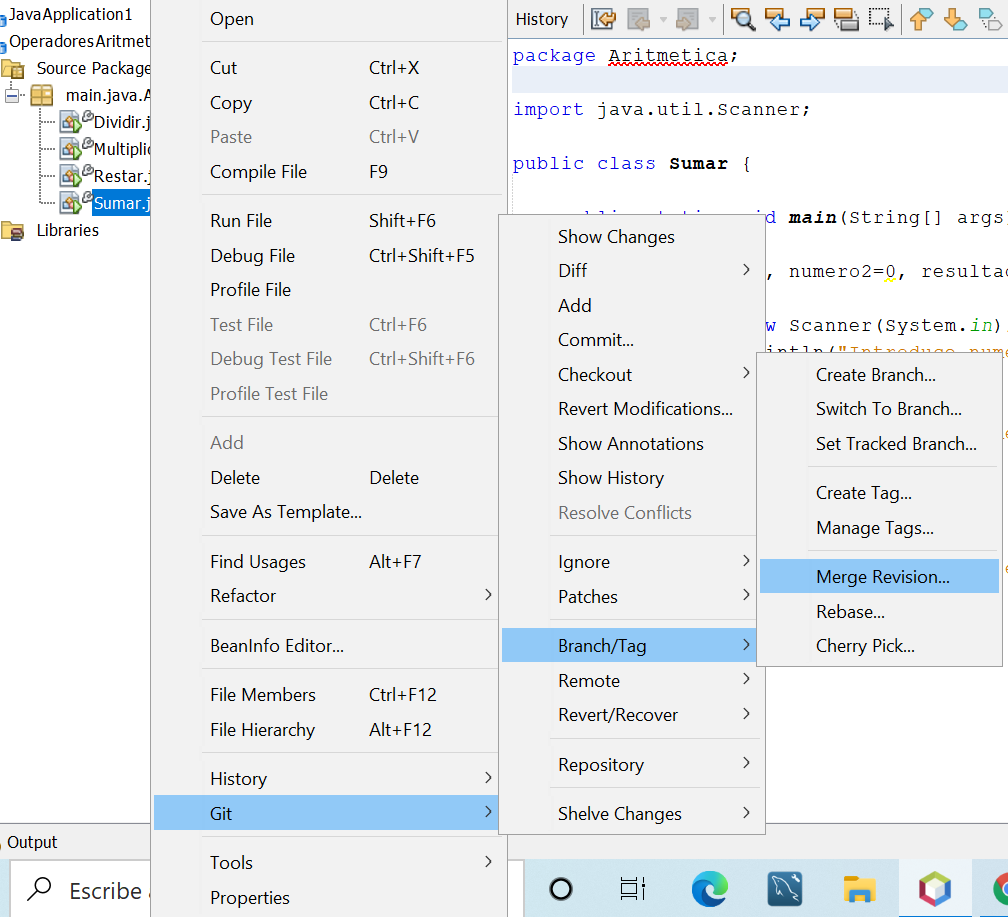 JavaApplication1
OperadoresAritmet
Source Package
main.java.A
Dividir.j
Multiplic
Restar.j
Sumar.j
Libraries
Output
Escribe a
Open
Cut Ctrl+X
Copy Ctrl+C
Paste Ctrl+V
Compile File F9
Run File Shift+F6
Debug File Ctrl+Shift+F5
Profile File
Test File Ctrl+F6
Debug Test File Ctrl+Shift+F6
Profile Test File
Add
Delete Delete
Save As Template...
Find Usages Alt+F7
Refactor
BeanInfo Editor...
File Members Ctrl+F12
File Hierarchy Alt+F12
History
Git
Tools
Properties
History
package Aritmetica;
import java.util.Scanner;
public class Sumar {
main(String[] args
, numero2=0, resultad
w Scanner(System.in)
intln("Introduce nume
Show Changes
Diff
Add
Commit...
Checkout
Revert Modifications...
Show Annotations
Show History
Resolve Conflicts
Ignore
Patches
Branch/Tag
Remote
Revert/Recover
Repository
Shelve Changes
Create Branch...
Switch To Branch...
Set Tracked Branch...
Create Tag...
Manage Tags...
Merge Revision...
Rebase...
Cherry Pick...